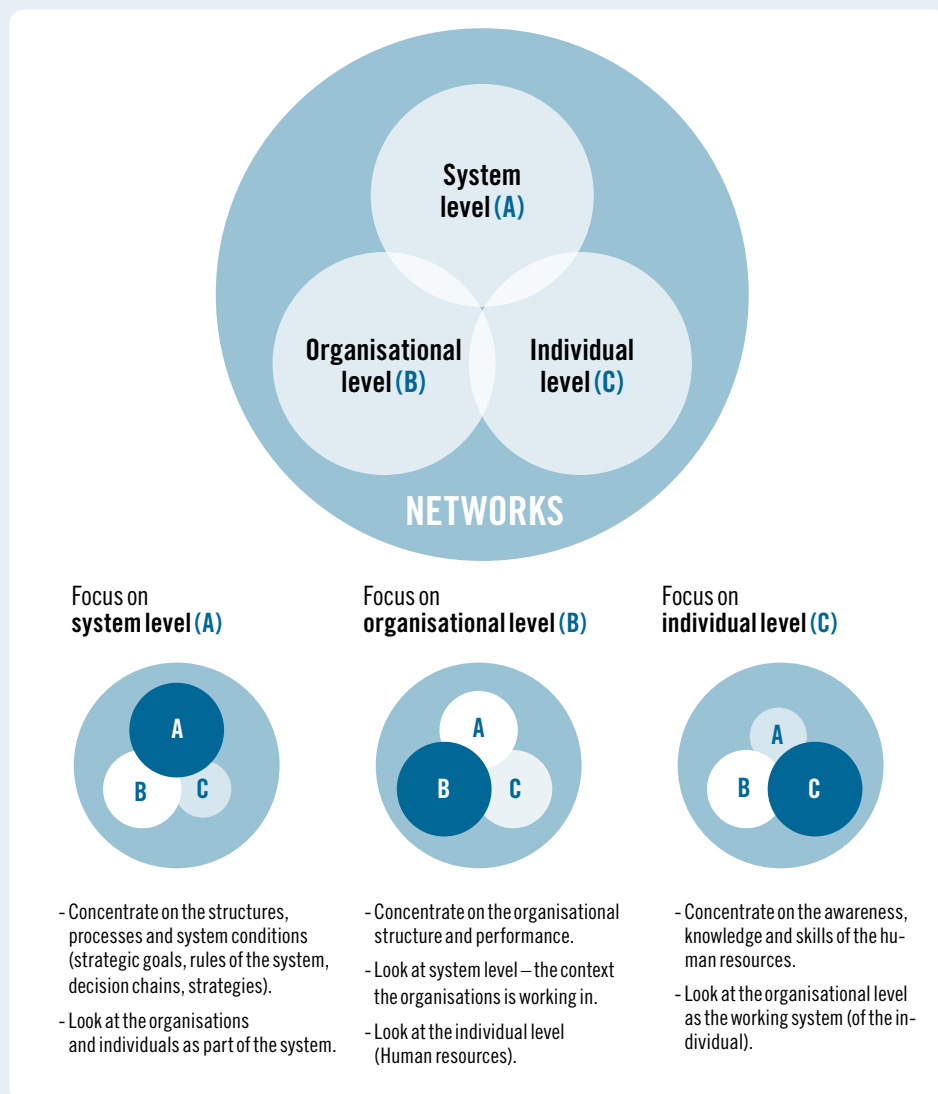 System
level (A)
Organisational
level (B)
Individual
level (C)
NETWORKS
Focus on
system level (A)
A
B
C
- Concentrate on the structures,
processes and system conditions
(strategic goals, rules of the system,
decision chains, strategies).
- Look at the organisations
and individuals as part of the system.
Focus on
organisational level (B)
A
B
C
- Concentrate on the organisational
structure and performance.
- Look at system level – the context
the organisations is working in.
- Look at the individual level
(Human resources).
Focus on
individual level (C)
A
B
C
- Concentrate on the awareness,
knowledge and skills of the hu-
man resources.
- Look at the organisational level
as the working system (of the in-
dividual).